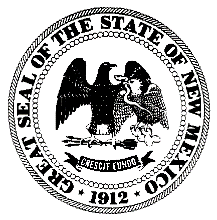 GREAT SEAL OF THE STATE OF NEW MEXICO
CRESCIT EUNDO
1912